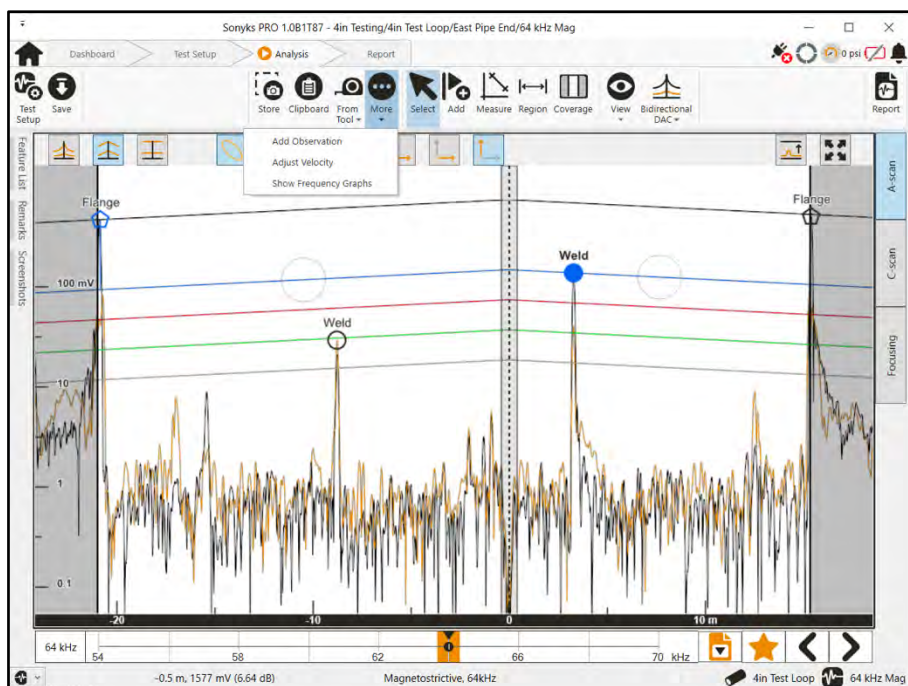 Sonyks PRO 1.0B1T87 - 4in Testing/4in Test Loop/East Pipe End/64 kHz Mag
Dashboard
Test Setup
Analysis
Report
0 psi
Test Setup
Save
Store
Clipboard
From Tool
More
Select
Add
Measure
Region
Coverage
View
Bidirectional DAC
Report
Add Observation
Adjust Velocity
Show Frequency Graphs
Feature List
Remarks
Screenshots
A-scan
C-scan
Focusing
Flange
Flange
Weld
Weld
100 mV
10
1
0.1
-20
-10
0
10 m
64 kHz
54
58
62
66
70
kHz
-0.5 m, 1577 mV (6.64 dB)
Magnetostrictive, 64kHz
4in Test Loop
64 kHz Mag